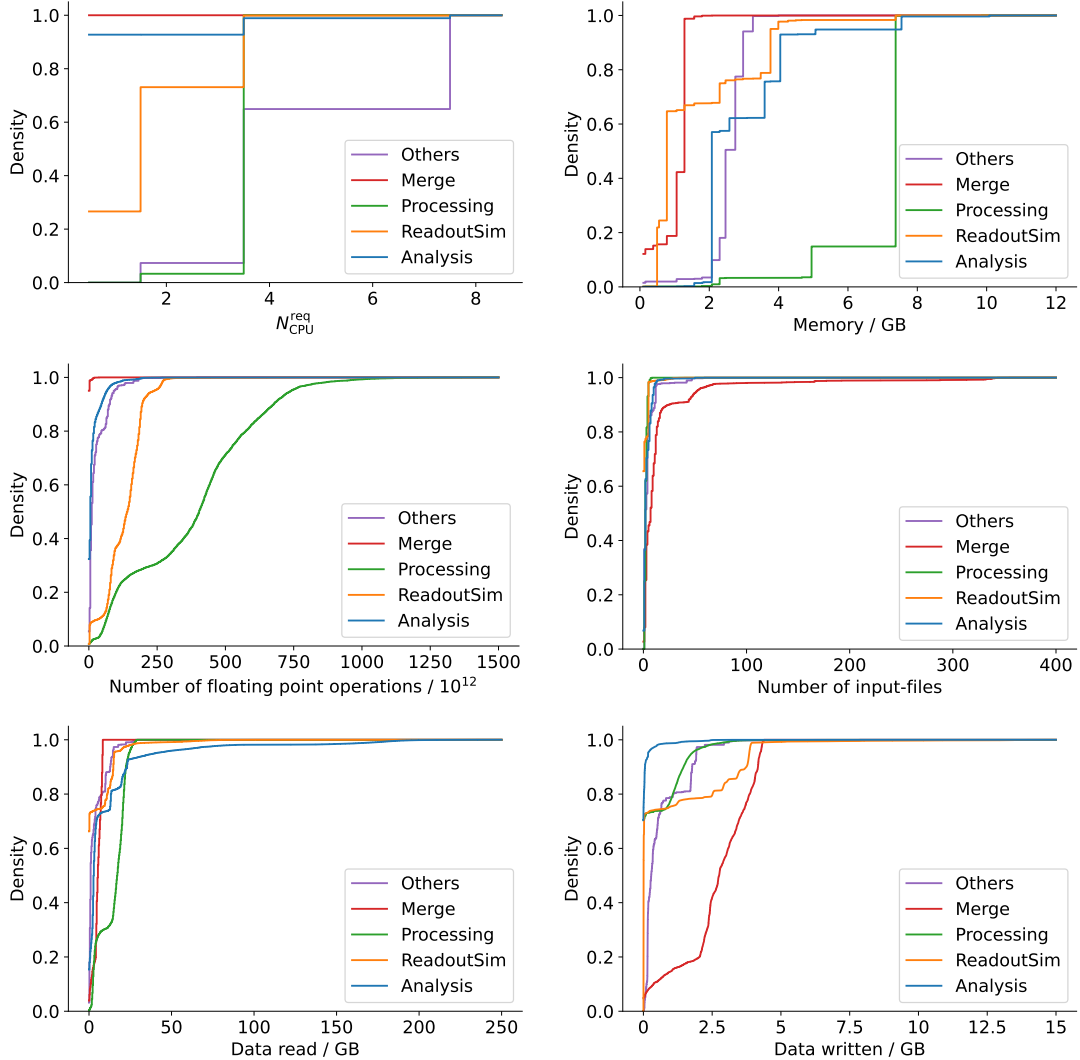 Density
1.0
0.8
0.6
0.4
0.2
0.0
2
4
6
8
N_CPU^req
Others
Merge
Processing
ReadoutSim
Analysis
Density
1.0
0.8
0.6
0.4
0.2
0.0
0
2
4
6
8
10
12
Memory / GB
Others
Merge
Processing
ReadoutSim
Analysis
Density
1.0
0.8
0.6
0.4
0.2
0.0
0
250
500
750
1000
1250
1500
Number of floating point operations / 10^12
Others
Merge
Processing
ReadoutSim
Analysis
Density
1.0
0.8
0.6
0.4
0.2
0.0
0
100
200
300
400
Number of input-files
Others
Merge
Processing
ReadoutSim
Analysis
Density
1.0
0.8
0.6
0.4
0.2
0.0
0
50
100
150
200
250
Data read / GB
Others
Merge
Processing
ReadoutSim
Analysis
Density
1.0
0.8
0.6
0.4
0.2
0.0
0
2.5
5
7.5
10
12.5
15
Data written / GB
Others
Merge
Processing
ReadoutSim
Analysis